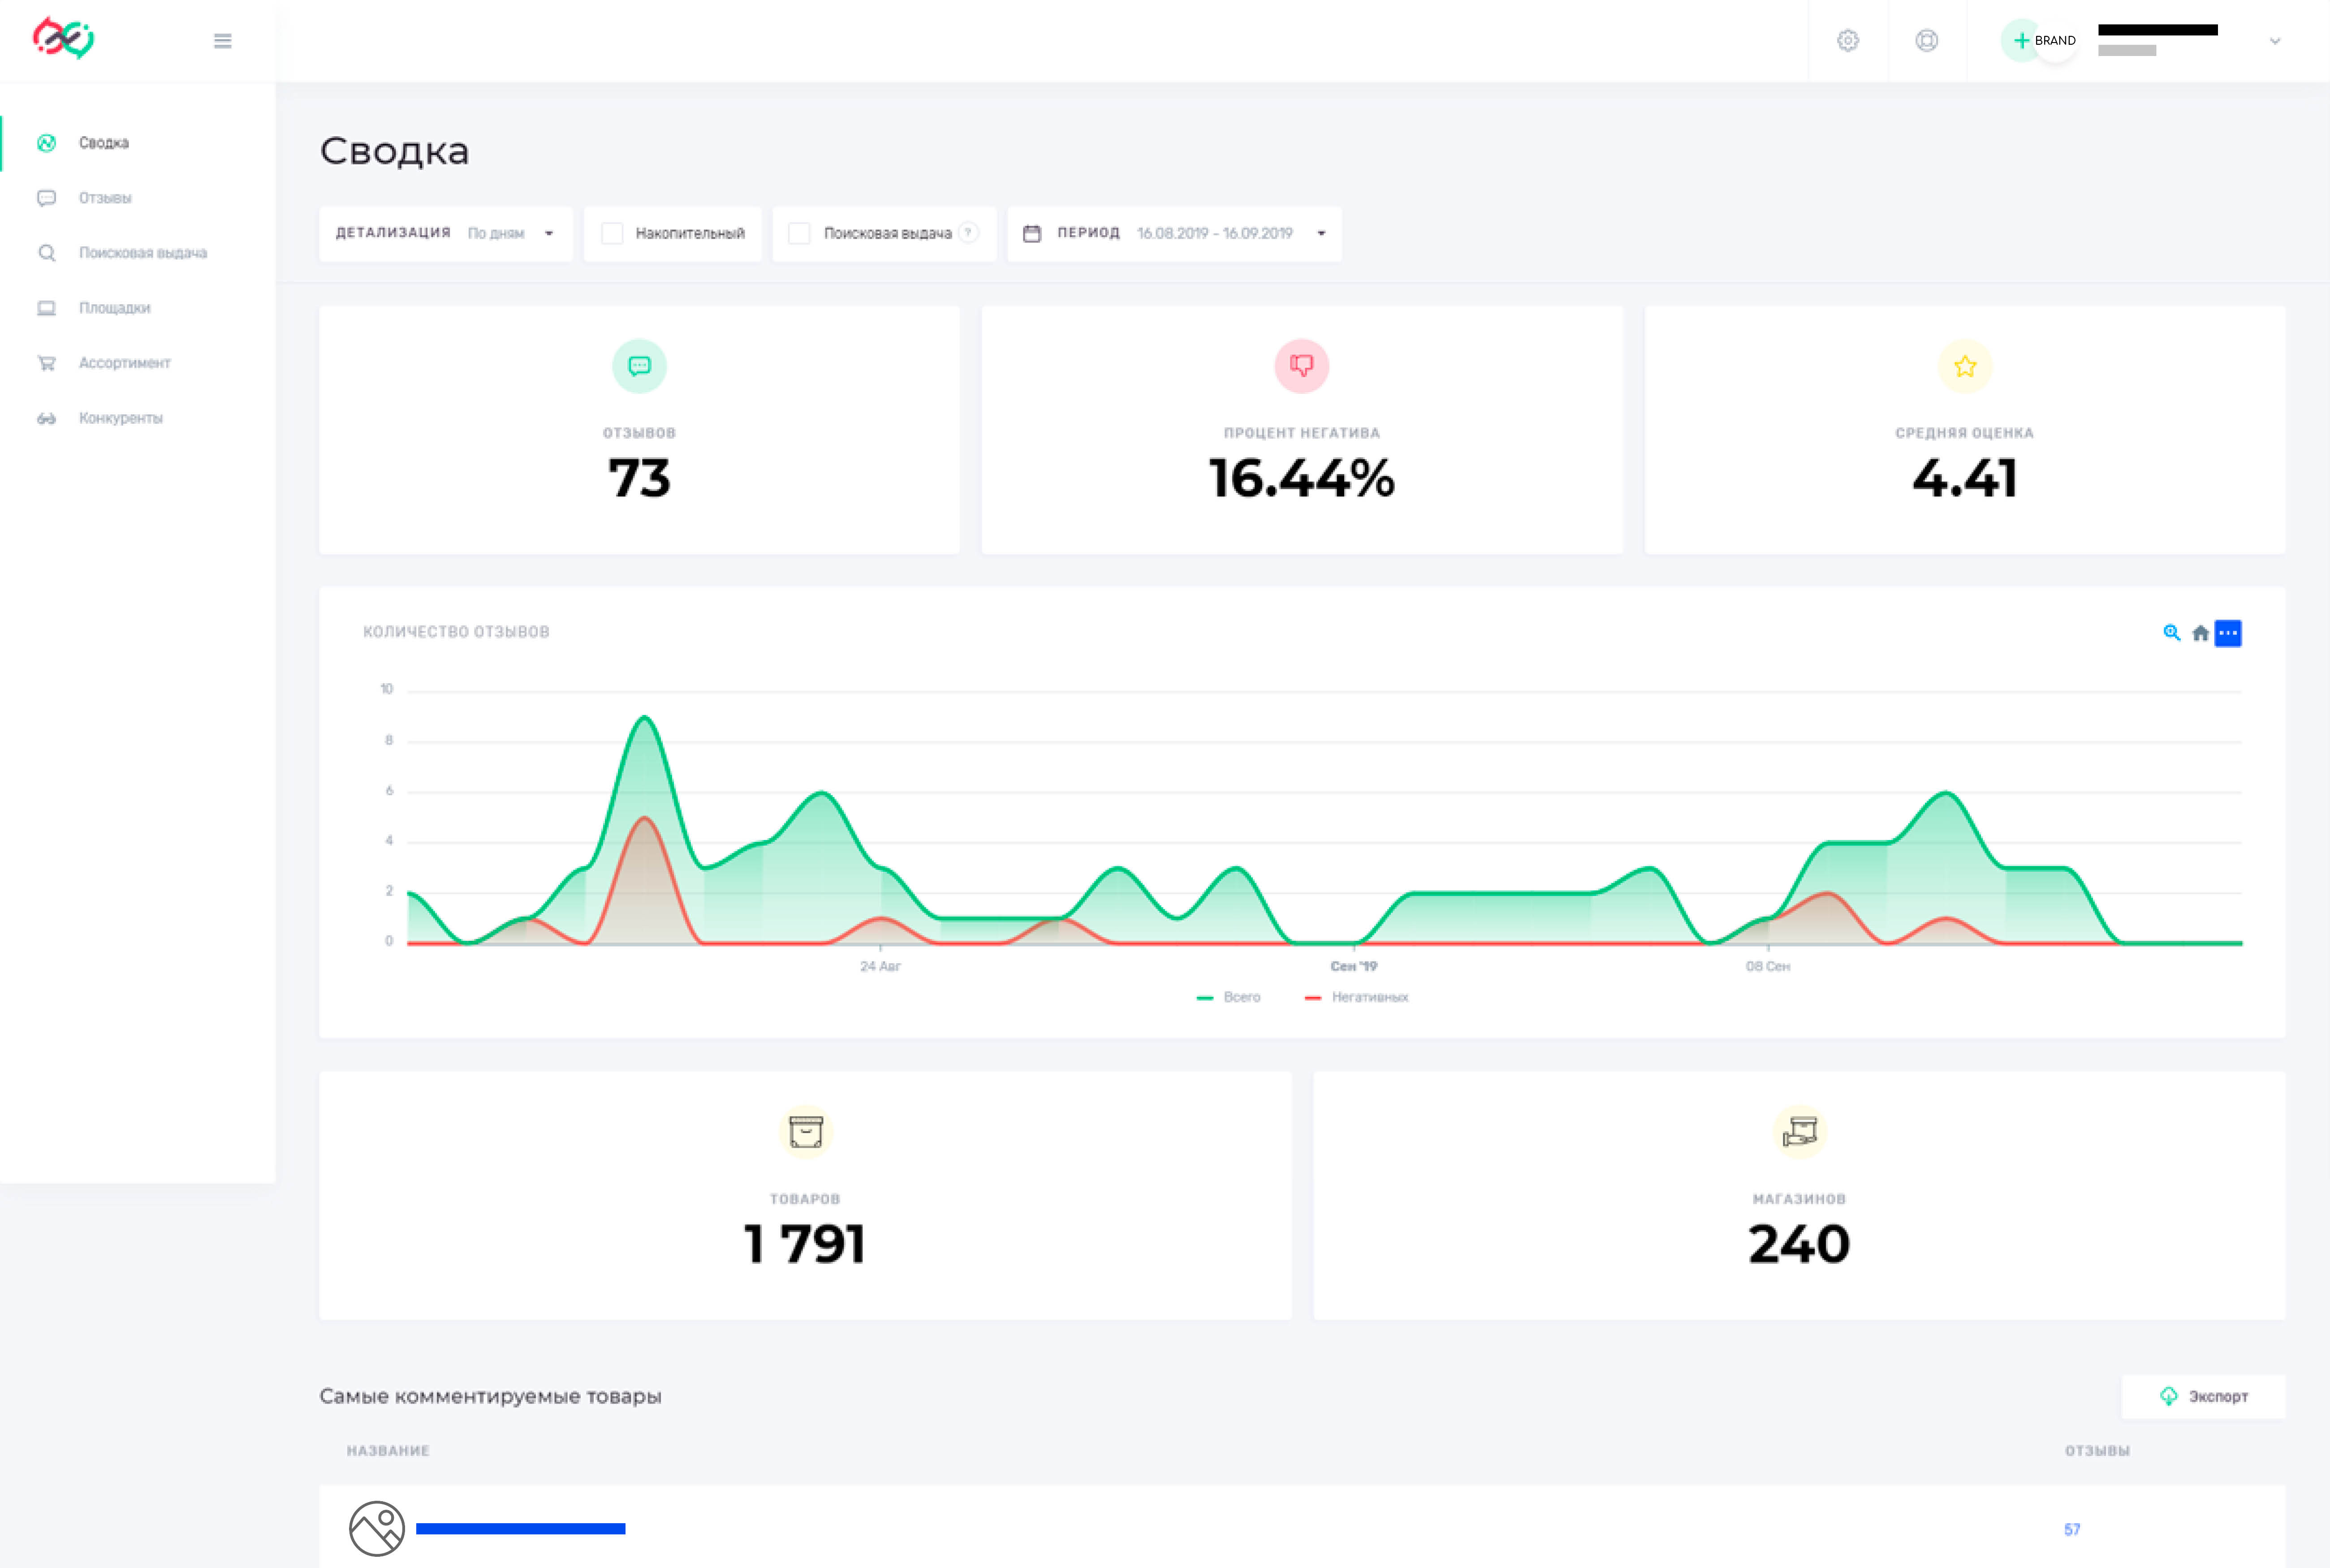 BRAND
Сводка
Отзывы
Поисковая выдача
Площадки
Ассортимент
Конкуренты
Сводка
ДЕТАЛИЗАЦИЯ По дням
Накопительный
Поисковая выдача ?
ПЕРИОД 16.08.2019 - 16.09.2019
ОТЗЫВОВ
73
ПРОЦЕНТ НЕГАТИВА
16.44%
СРЕДНЯЯ ОЦЕНКА
4.41
КОЛИЧЕСТВО ОТЗЫВОВ
10
8
6
4
2
0
24 Авг
Сен '19
08 Сен
Всего
Негативных
ТОВАРОВ
1 791
МАГАЗИНОВ
240
Самые комментируемые товары
Экспорт
НАЗВАНИЕ
ОТЗЫВЫ
57